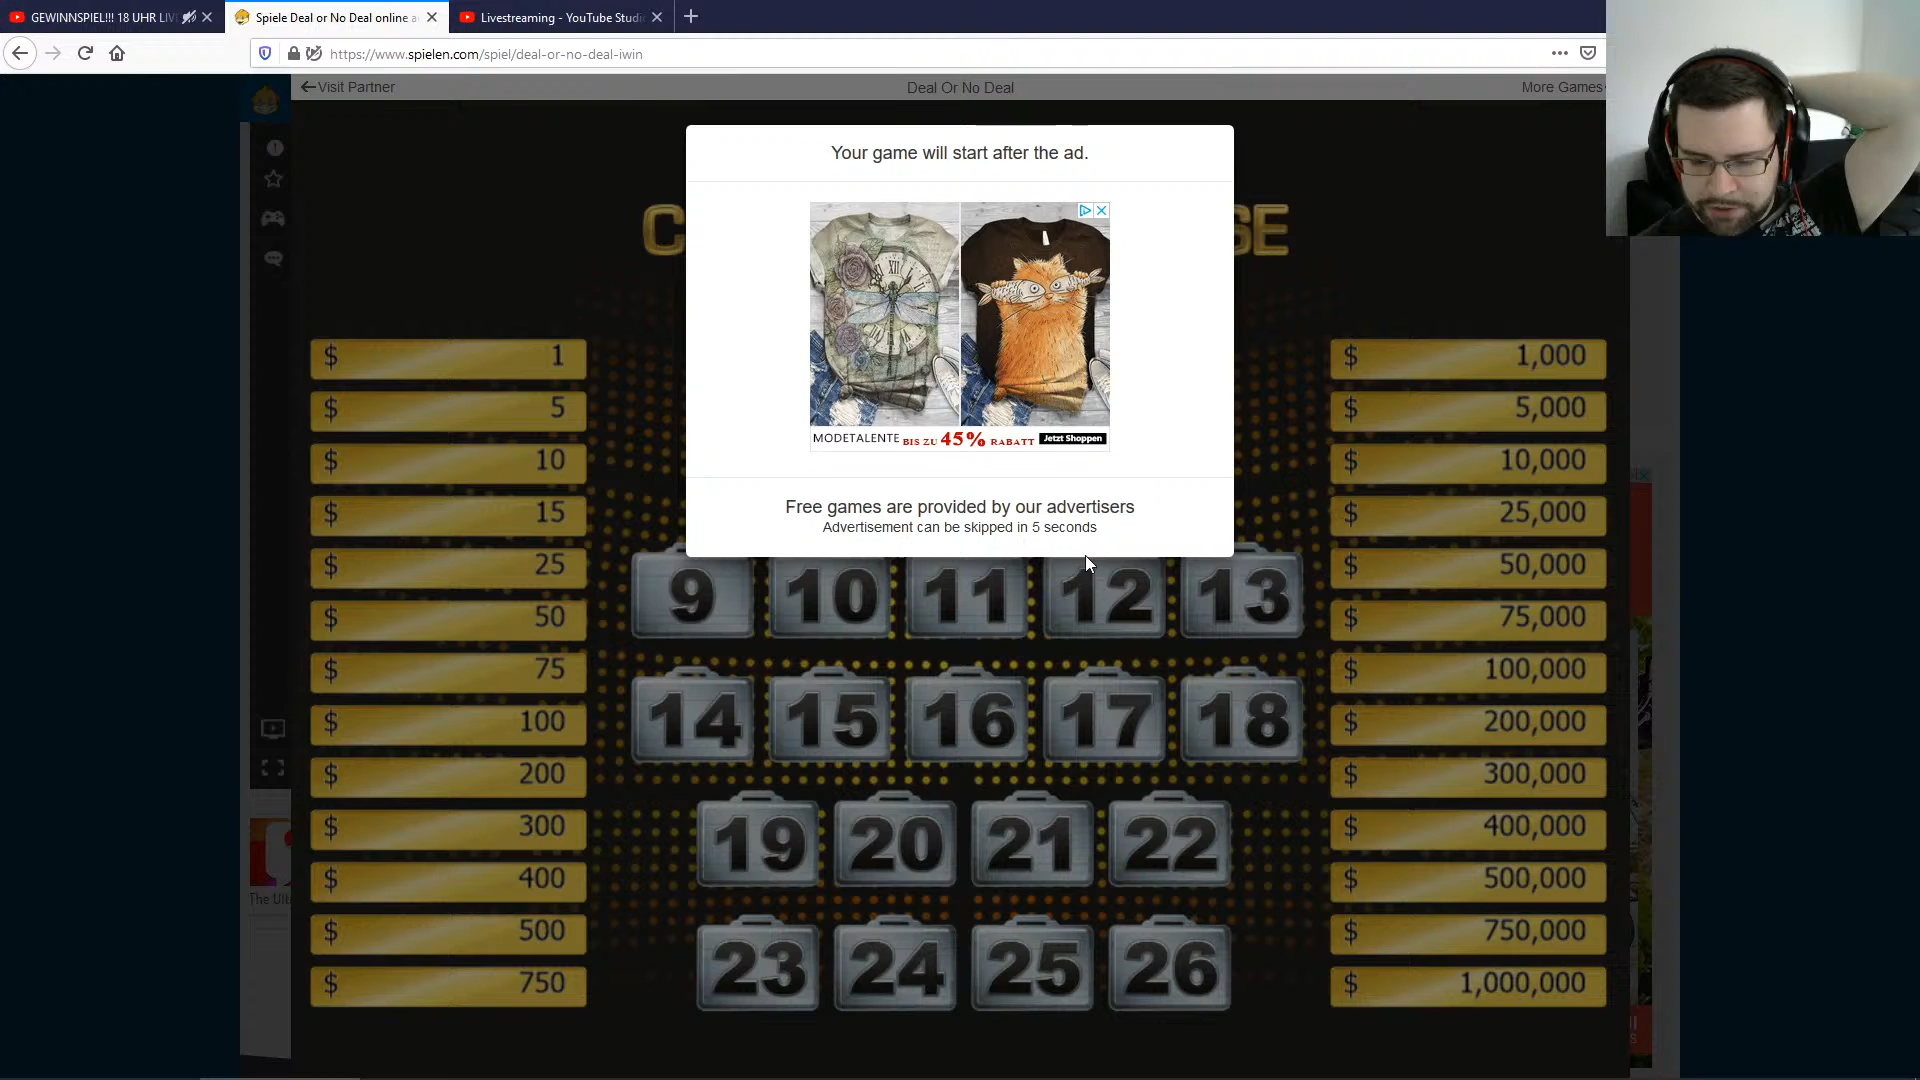 GEWINNSPIEL!!! 18 UHR LIV
Spiele Deal or No Deal online a
Livestreaming - YouTube Studi
https://www.spielen.com/spiel/deal-or-no-deal-iwin
Visit Partner
Deal Or No Deal
More Games
Your game will start after the ad.
C
SE
XII
MODETALENTE BIS ZU 45% RABATT Jetzt Shoppen
Free games are provided by our advertisers
Advertisement can be skipped in 5 seconds
$ 1
$ 5
$ 10
$ 15
$ 25
$ 50
$ 75
$ 100
$ 200
$ 300
$ 400
$ 500
$ 750
9 10 11 12 13
14 15 16 17 18
19 20 21 22
23 24 25 26
$ 1,000
$ 5,000
$ 10,000
$ 25,000
$ 50,000
$ 75,000
$ 100,000
$ 200,000
$ 300,000
$ 400,000
$ 500,000
$ 750,000
$ 1,000,000
The Ult